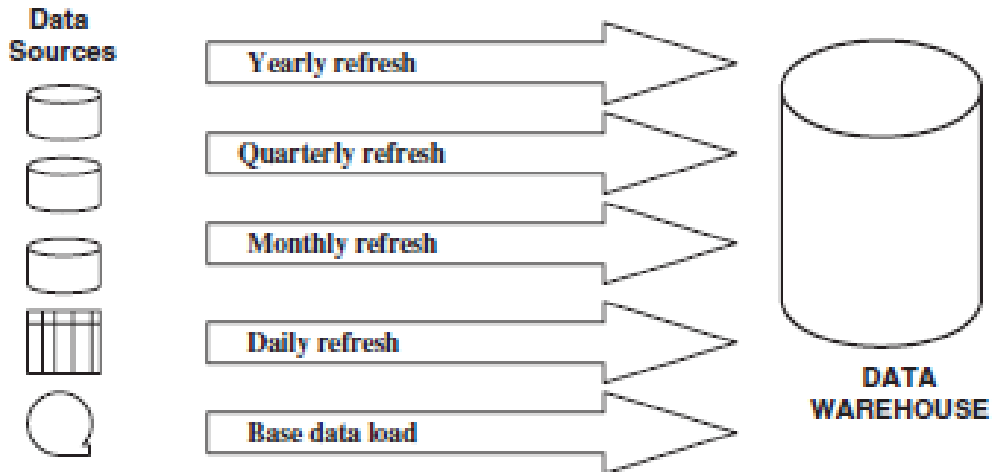 Data
Sources
Yearly refresh
Quarterly refresh
Monthly refresh
Daily refresh
Base data load
DATA
WAREHOUSE